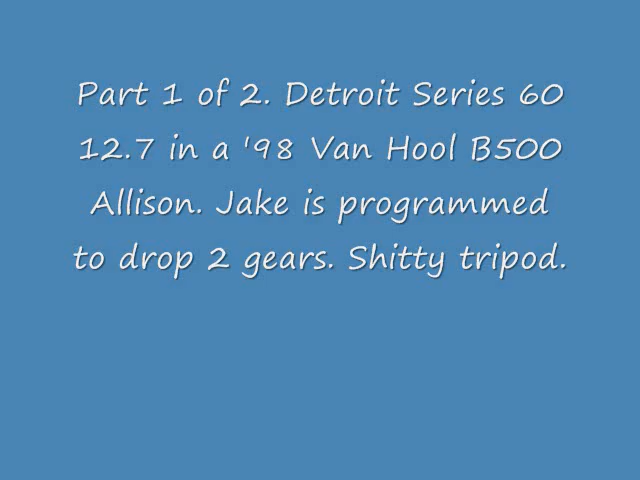 Part 1 of 2. Detroit Series 60
12.7 in a '98 Van Hool B500
Allison. Jake is programmed
to drop 2 gears. Shitty tripod.